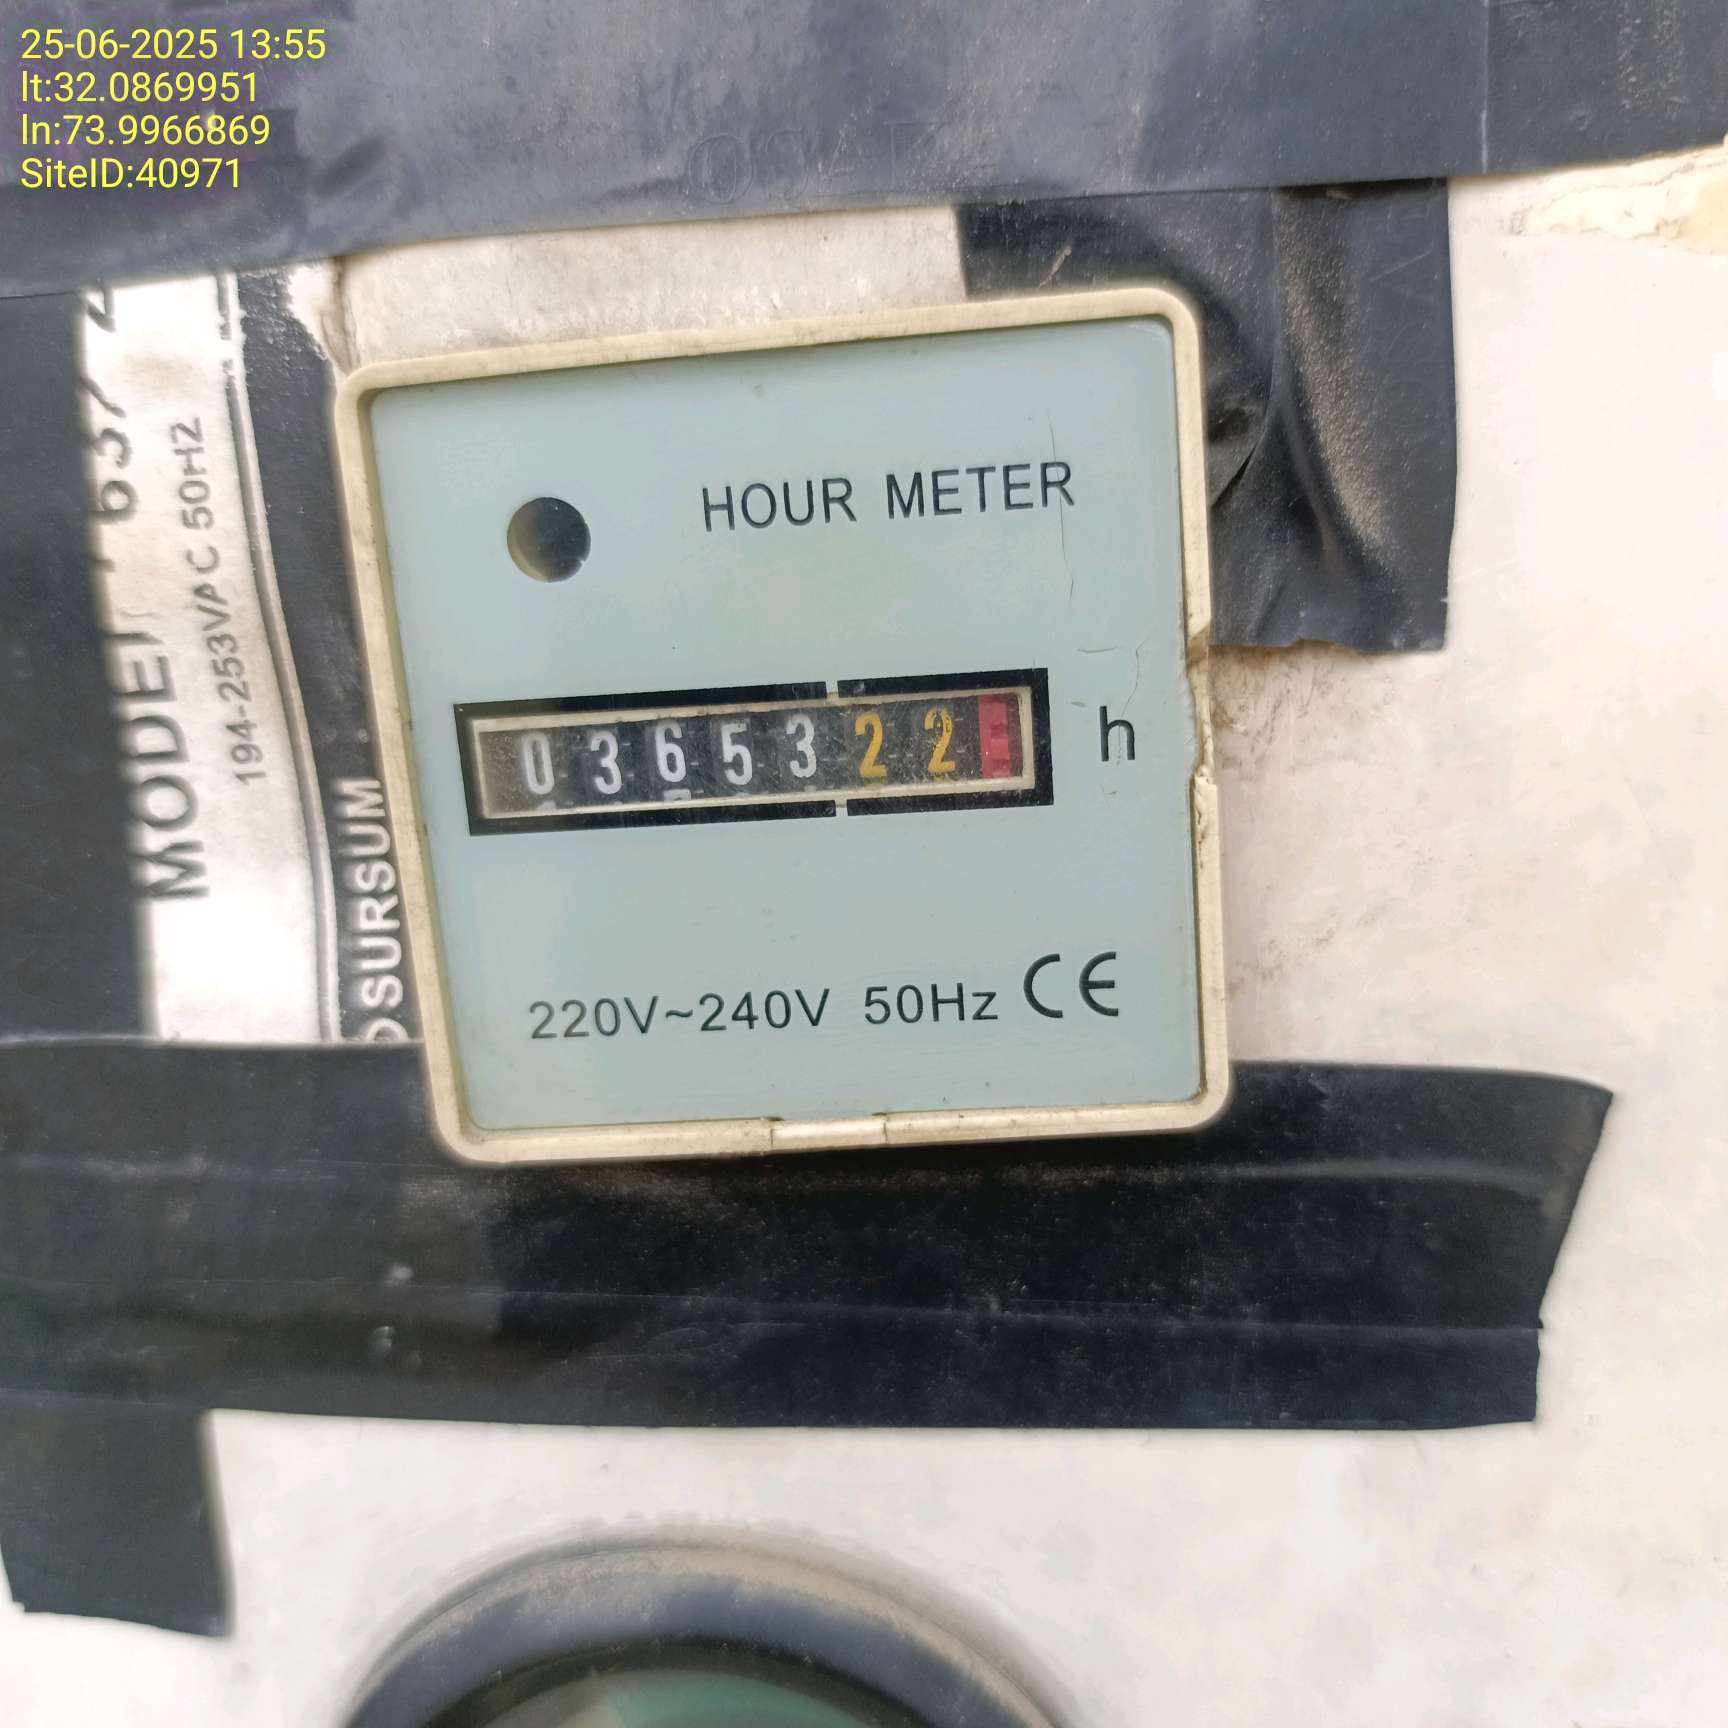 25-06-2025 13:55
lt:32.0869951
ln:73.9966869
SiteID:40971
OSAKA
HOUR METER
0365322
h
220V~240V 50Hz CE
194-253VAC 50HZ
SURSUM